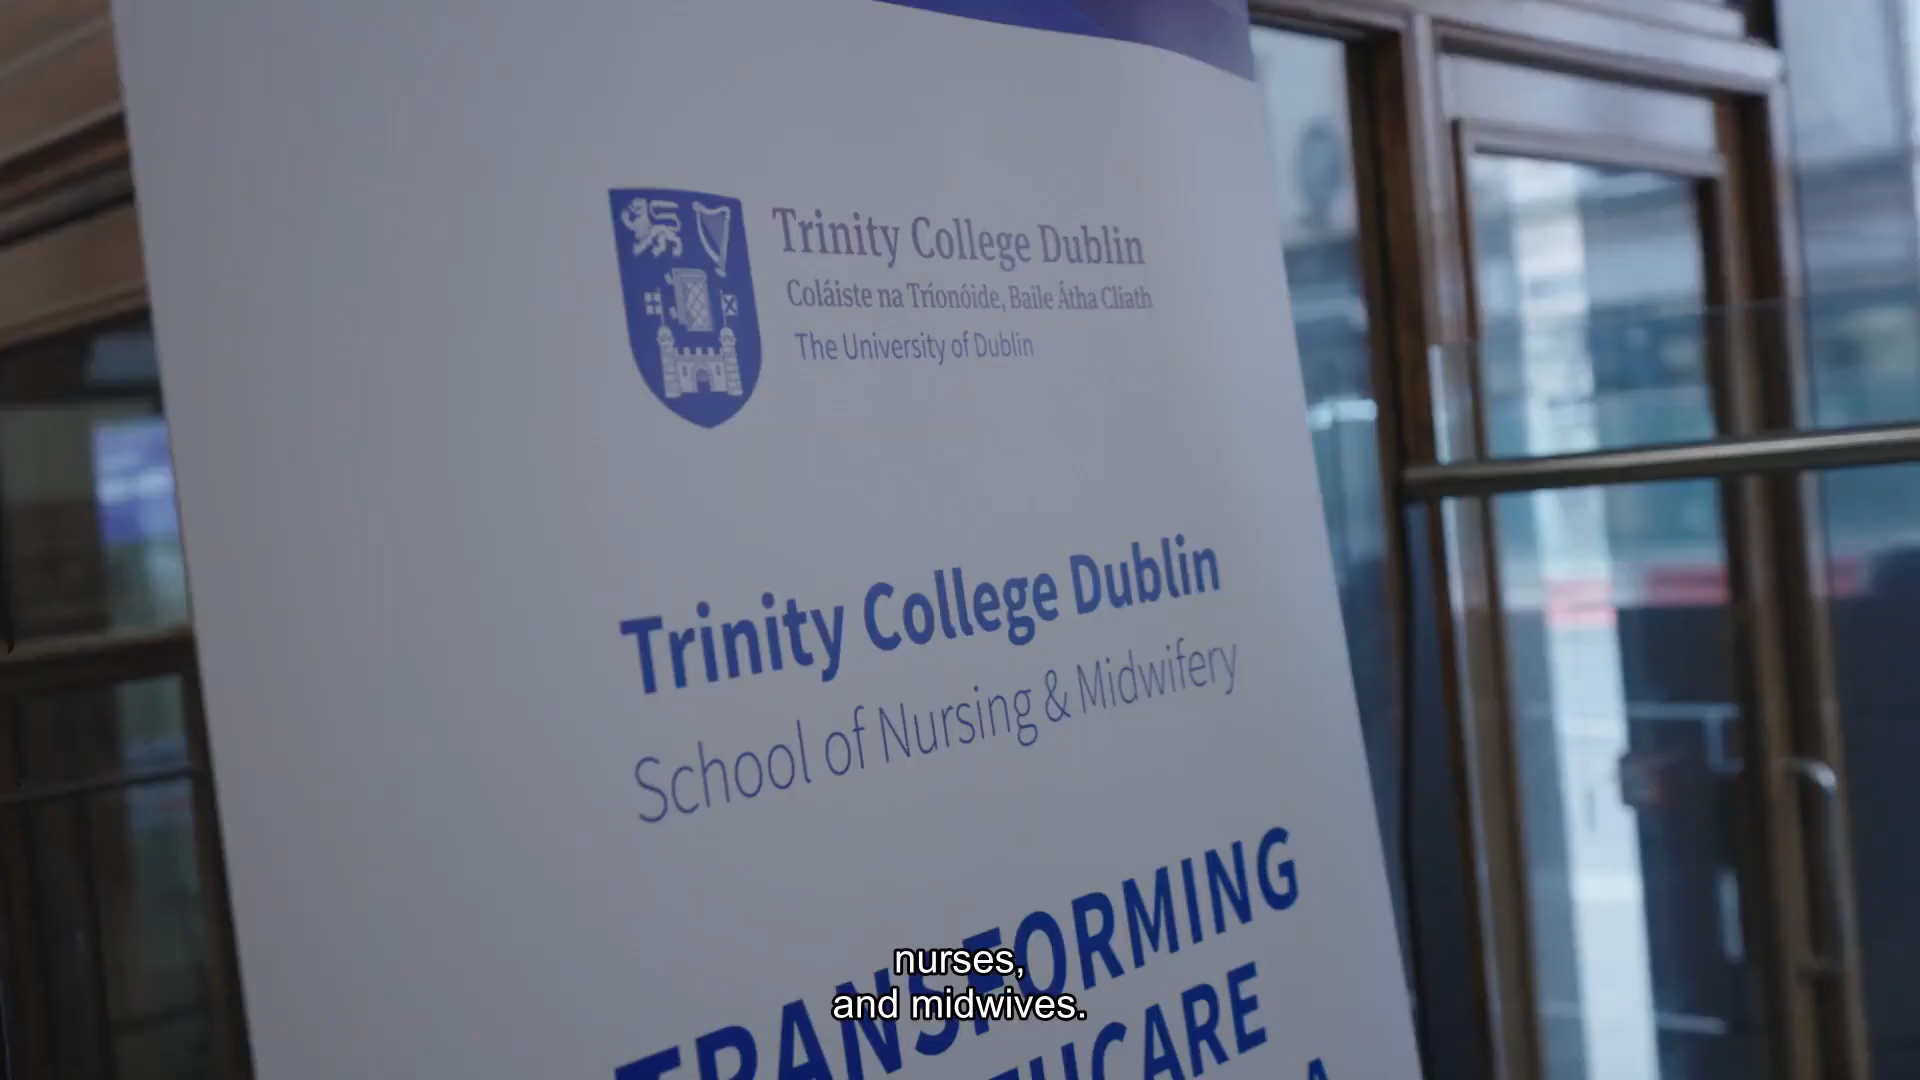 Trinity College Dublin
Coláiste na Tríonóide, Baile Átha Cliath
The University of Dublin
Trinity College Dublin
School of Nursing & Midwifery
TRANSFORMING
nurses,
and midwives.